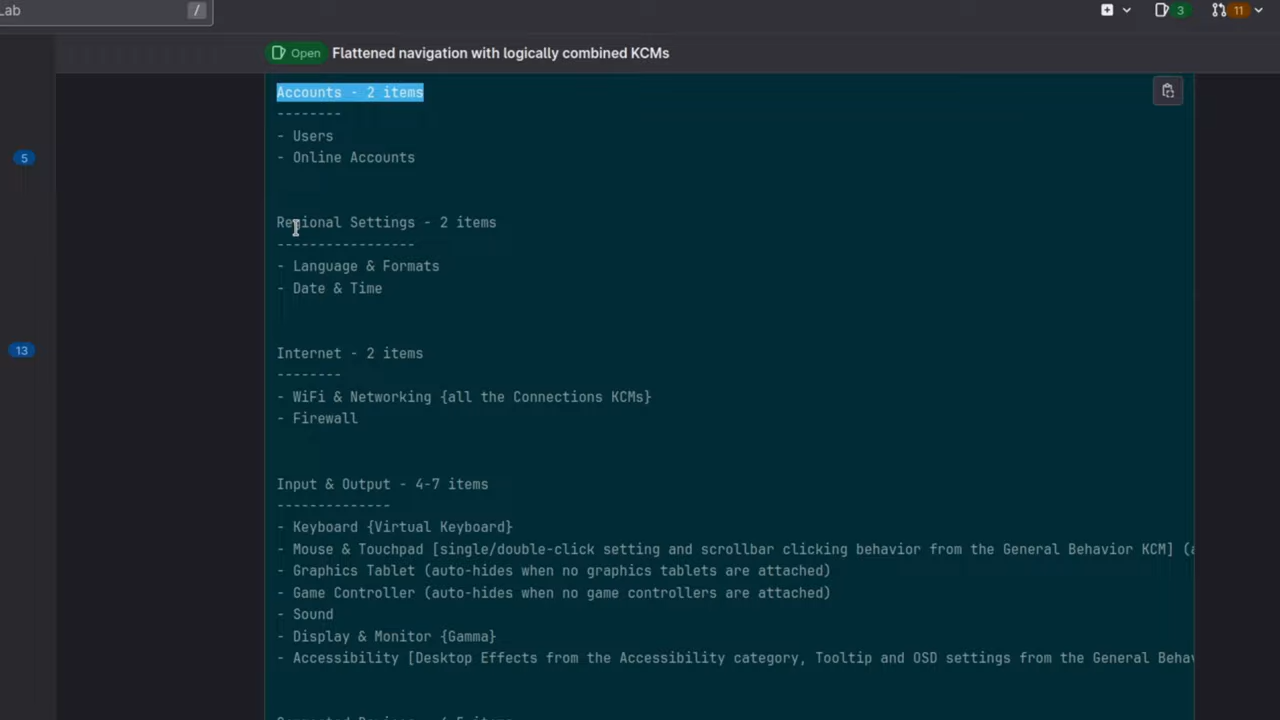 Lab
/
3
11
Open
Flattened navigation with logically combined KCMs
Accounts - 2 items
--------
- Users
5
- Online Accounts
Regional Settings - 2 items
-----------------
- Language & Formats
- Date & Time
13
Internet - 2 items
--------
- WiFi & Networking {all the Connections KCMs}
- Firewall
Input & Output - 4-7 items
--------------
- Keyboard {Virtual Keyboard}
- Mouse & Touchpad [single/double-click setting and scrollbar clicking behavior from the General Behavior KCM] (
- Graphics Tablet (auto-hides when no graphics tablets are attached)
- Game Controller (auto-hides when no game controllers are attached)
- Sound
- Display & Monitor {Gamma}
- Accessibility [Desktop Effects from the Accessibility category, Tooltip and OSD settings from the General